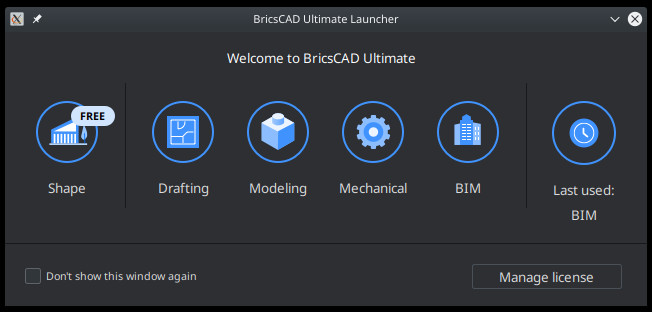 BricsCAD Ultimate Launcher
Welcome to BricsCAD Ultimate
FREE
Shape
Drafting
Modeling
Mechanical
BIM
Last used:
BIM
Don't show this window again
Manage license